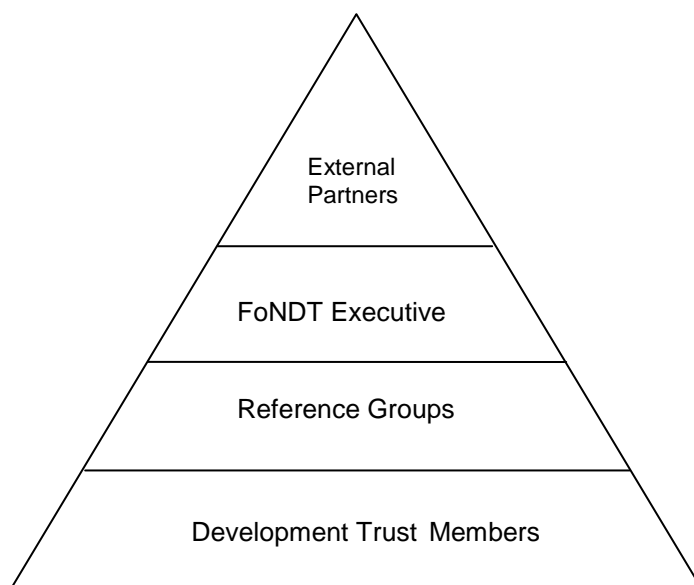 External
Partners
FoNDT Executive
Reference Groups
Development Trust Members